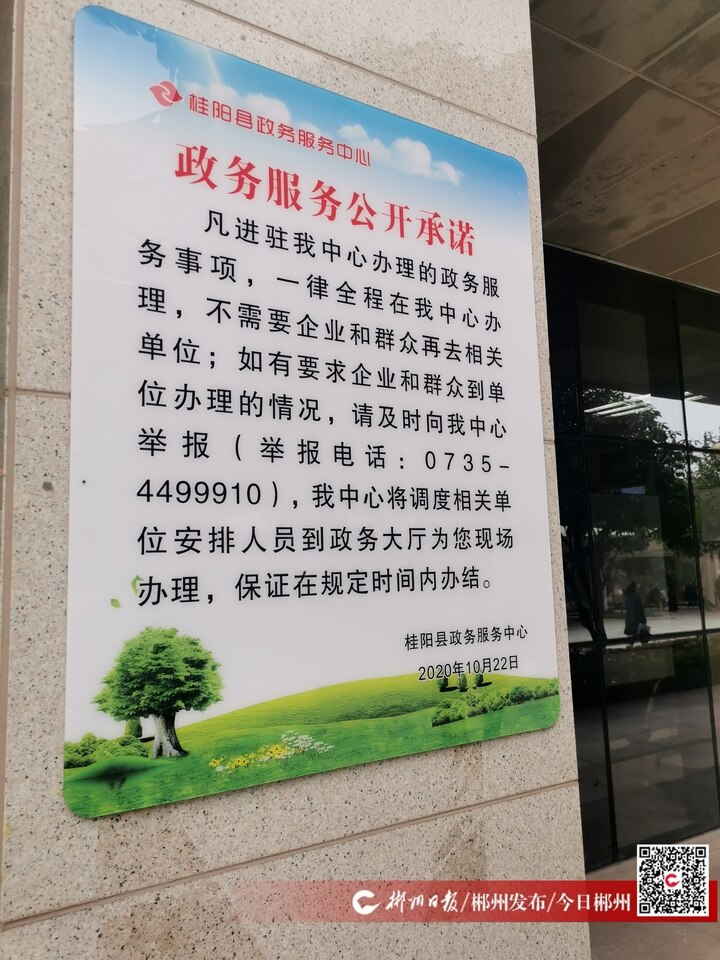 桂阳县政务服务中心
政务服务公开承诺
凡进驻我中心办理的政务服
务事项，一律全程在我中心办
理，不需要企业和群众再去相关
单位；如有要求企业和群众到单
位办理的情况，请及时向我中心
举报（举报电话：0735-
4499910），我中心将调度相关单
位安排人员到政务大厅为您现场
办理，保证在规定时间内办结。
桂阳县政务服务中心
2020年10月22日
郴州日报/郴州发布/今日郴州